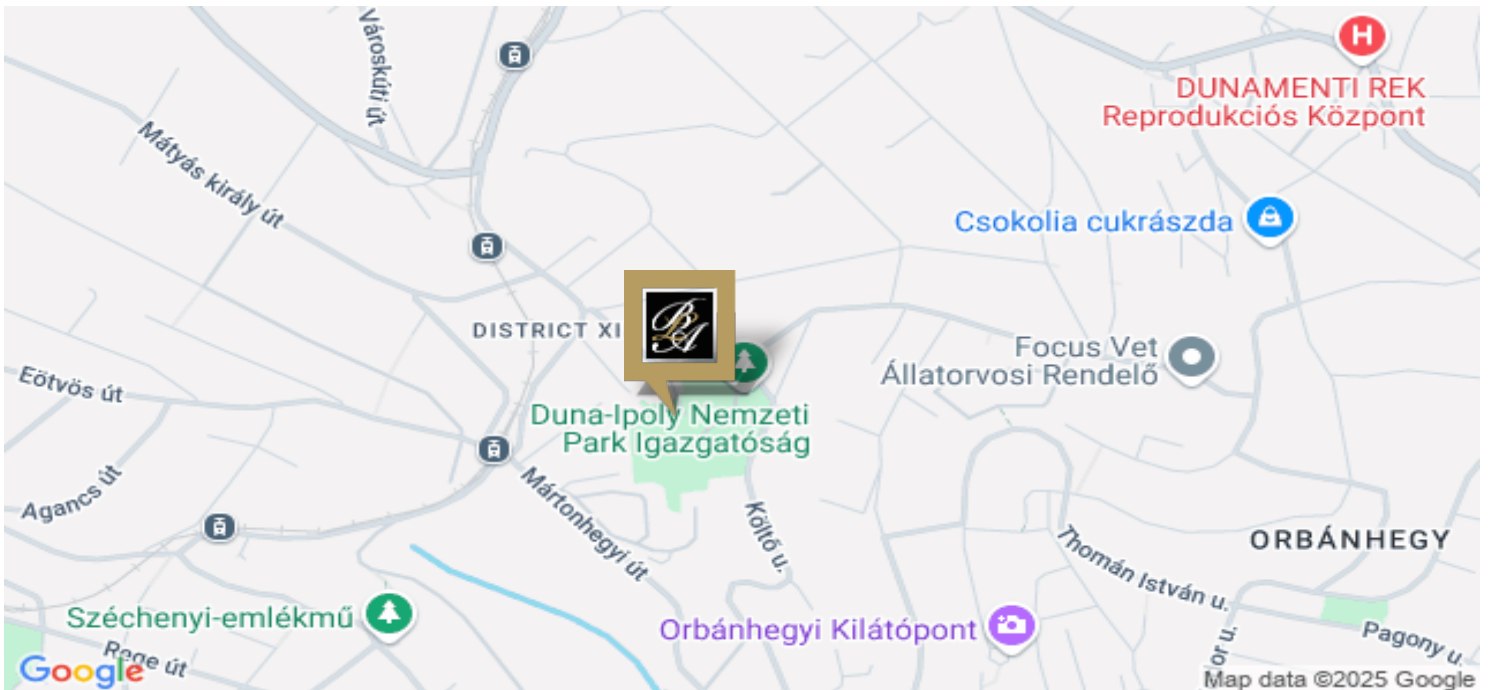 Városkúti út
H
DUNAMENTI REK
Reprodukciós Központ
Mátyás király út
Csokolia cukrászda
DISTRICT XI
BLA
Focus Vet
Állatorvosi Rendelő
Eötvös út
Duna-Ipoly Nemzeti
Park Igazgatóság
Agancs út
Mártonhegyi út
Költő u.
ORBÁNHEGY
Thomán István u.
Széchenyi-emlékmű
Orbánhegyi Kilátópont
Pagony u.
Rege út
Google
Map data ©2025 Google